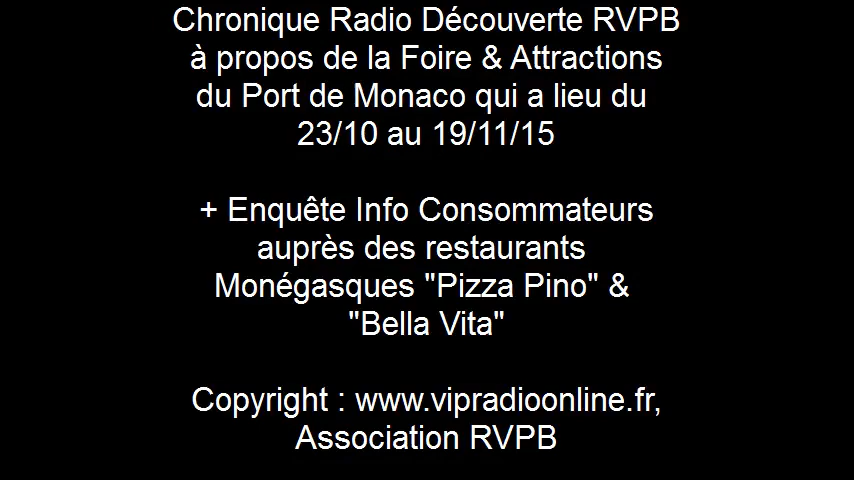 Chronique Radio Découverte RVPB
à propos de la Foire & Attractions
du Port de Monaco qui a lieu du
23/10 au 19/11/15
+ Enquête Info Consommateurs
auprès des restaurants
Monégasques "Pizza Pino" &
"Bella Vita"
Copyright : www.vipradioonline.fr,
Association RVPB